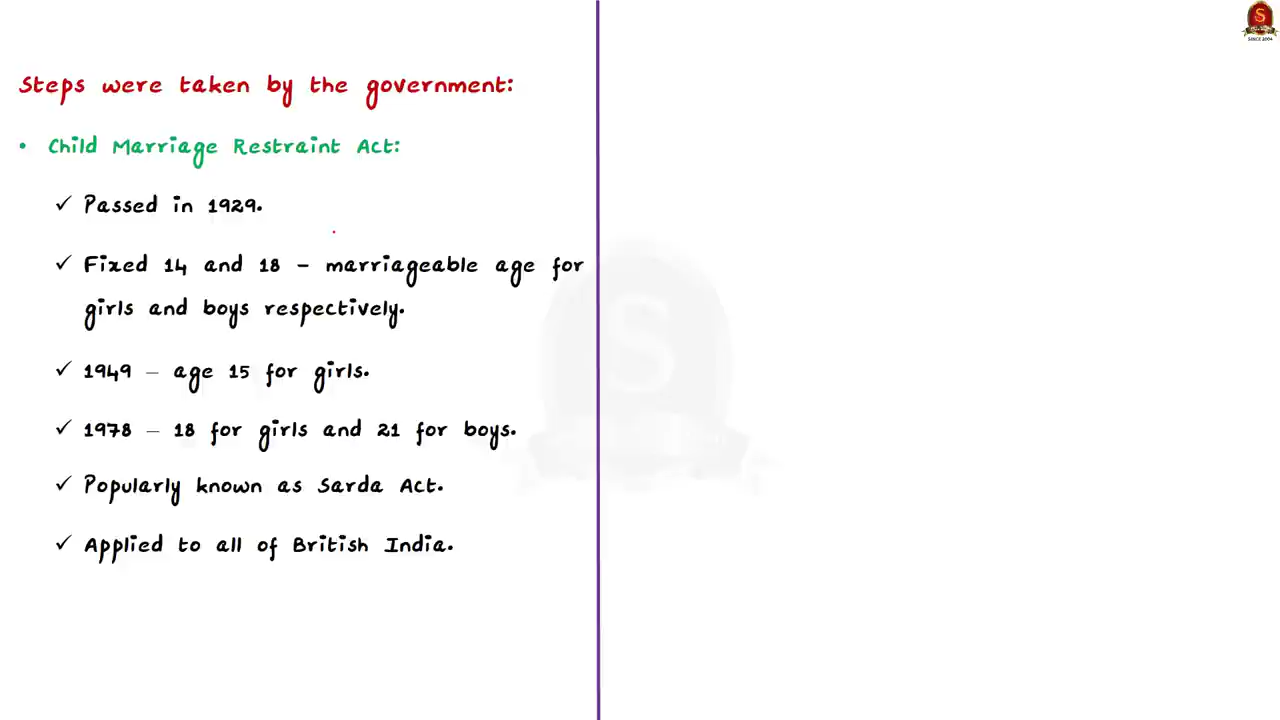 Steps were taken by the government:
• Child Marriage Restraint Act:
✓ Passed in 1929.
✓ Fixed 14 and 18 – marriageable age for
girls and boys respectively.
✓ 1949 – age 15 for girls.
✓ 1978 – 18 for girls and 21 for boys.
✓ Popularly known as Sarda Act.
✓ Applied to all of British India.
S
SINCE 2004
S